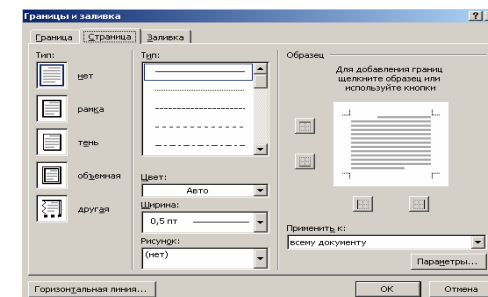 Границы и заливка
Граница
Страница
Заливка
Тип:
нет
рамка
тень
объемная
другая
Тип:
Цвет:
Авто
Ширина:
0,5 пт
Рисунок:
(нет)
Образец
Для добавления границ
щелкните образец или
используйте кнопки
Применить к:
всему документу
Параметры...
Горизонтальная линия...
ОК
Отмена